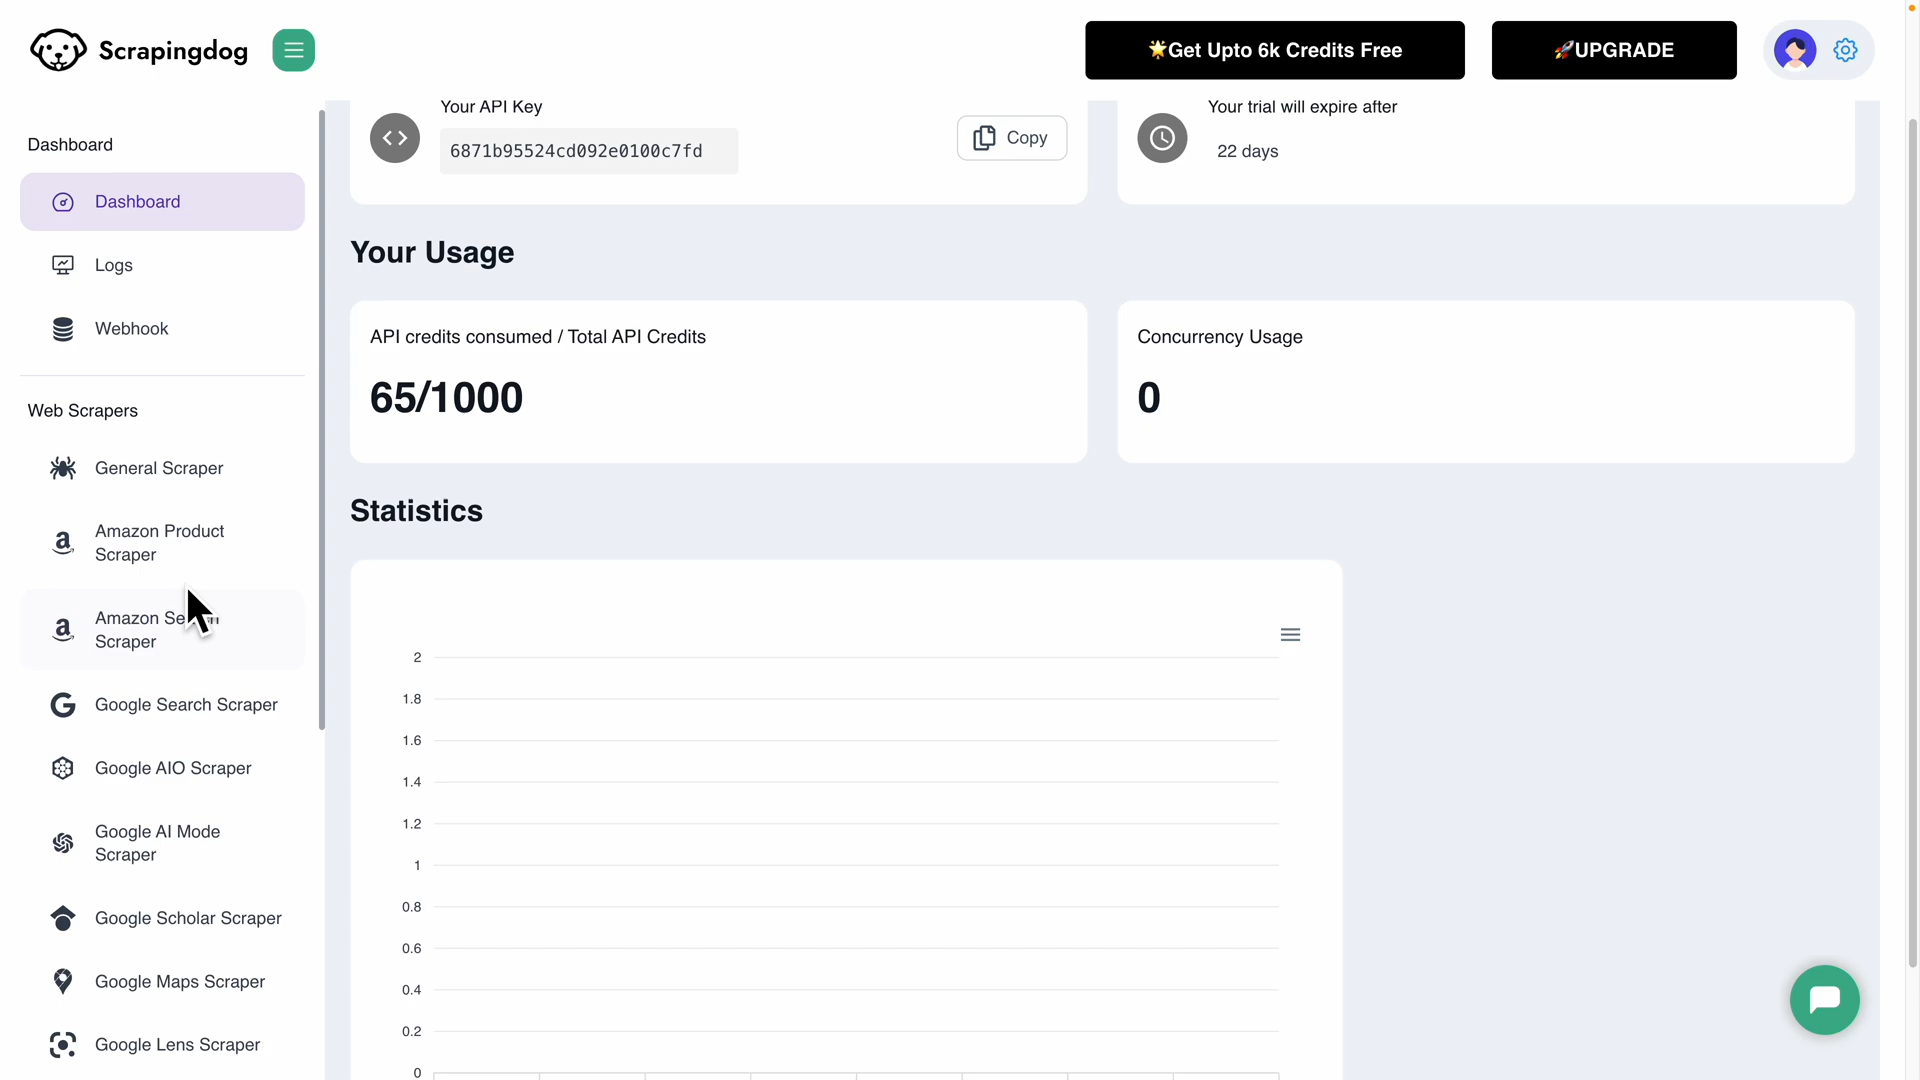 Scrapingdog
🌟Get Upto 6k Credits Free
🚀UPGRADE
Dashboard
Dashboard
Logs
Webhook
Web Scrapers
General Scraper
Amazon Product
Scraper
Amazon Search
Scraper
Google Search Scraper
Google AIO Scraper
Google AI Mode
Scraper
Google Scholar Scraper
Google Maps Scraper
Google Lens Scraper
Your API Key
6871b95524cd092e0100c7fd
Copy
Your trial will expire after
22 days
Your Usage
API credits consumed / Total API Credits
65/1000
Concurrency Usage
0
Statistics
2
1.8
1.6
1.4
1.2
1
0.8
0.6
0.4
0.2
0